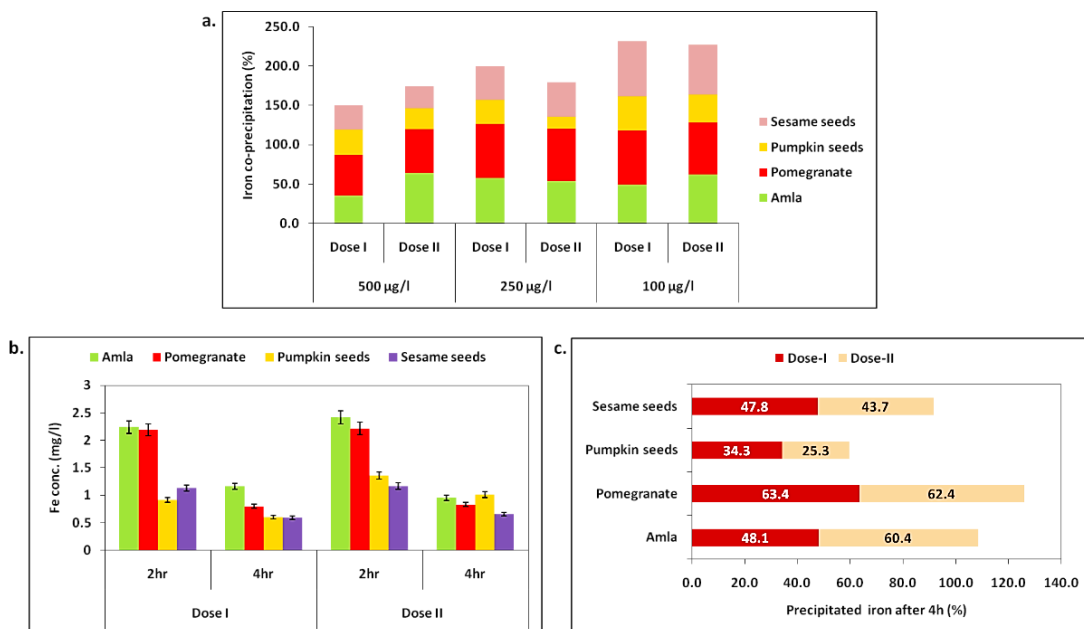 a.
Iron co-precipitation (%)
250.0
200.0
150.0
100.0
50.0
0.0
Dose I Dose II Dose I Dose II Dose I Dose II
500 µg/l 250 µg/l 100 µg/l
Sesame seeds
Pumpkin seeds
Pomegranate
Amla
b.
Amla Pomegranate Pumpkin seeds Sesame seeds
Fe conc. (mg/l)
3
2.5
2
1.5
1
0.5
0
2hr 4hr 2hr 4hr
Dose I Dose II
c.
Dose-I Dose-II
Sesame seeds 47.8 43.7
Pumpkin seeds 34.3 25.3
Pomegranate 63.4 62.4
Amla 48.1 60.4
0.0 20.0 40.0 60.0 80.0 100.0 120.0 140.0
Precipitated iron after 4h (%)